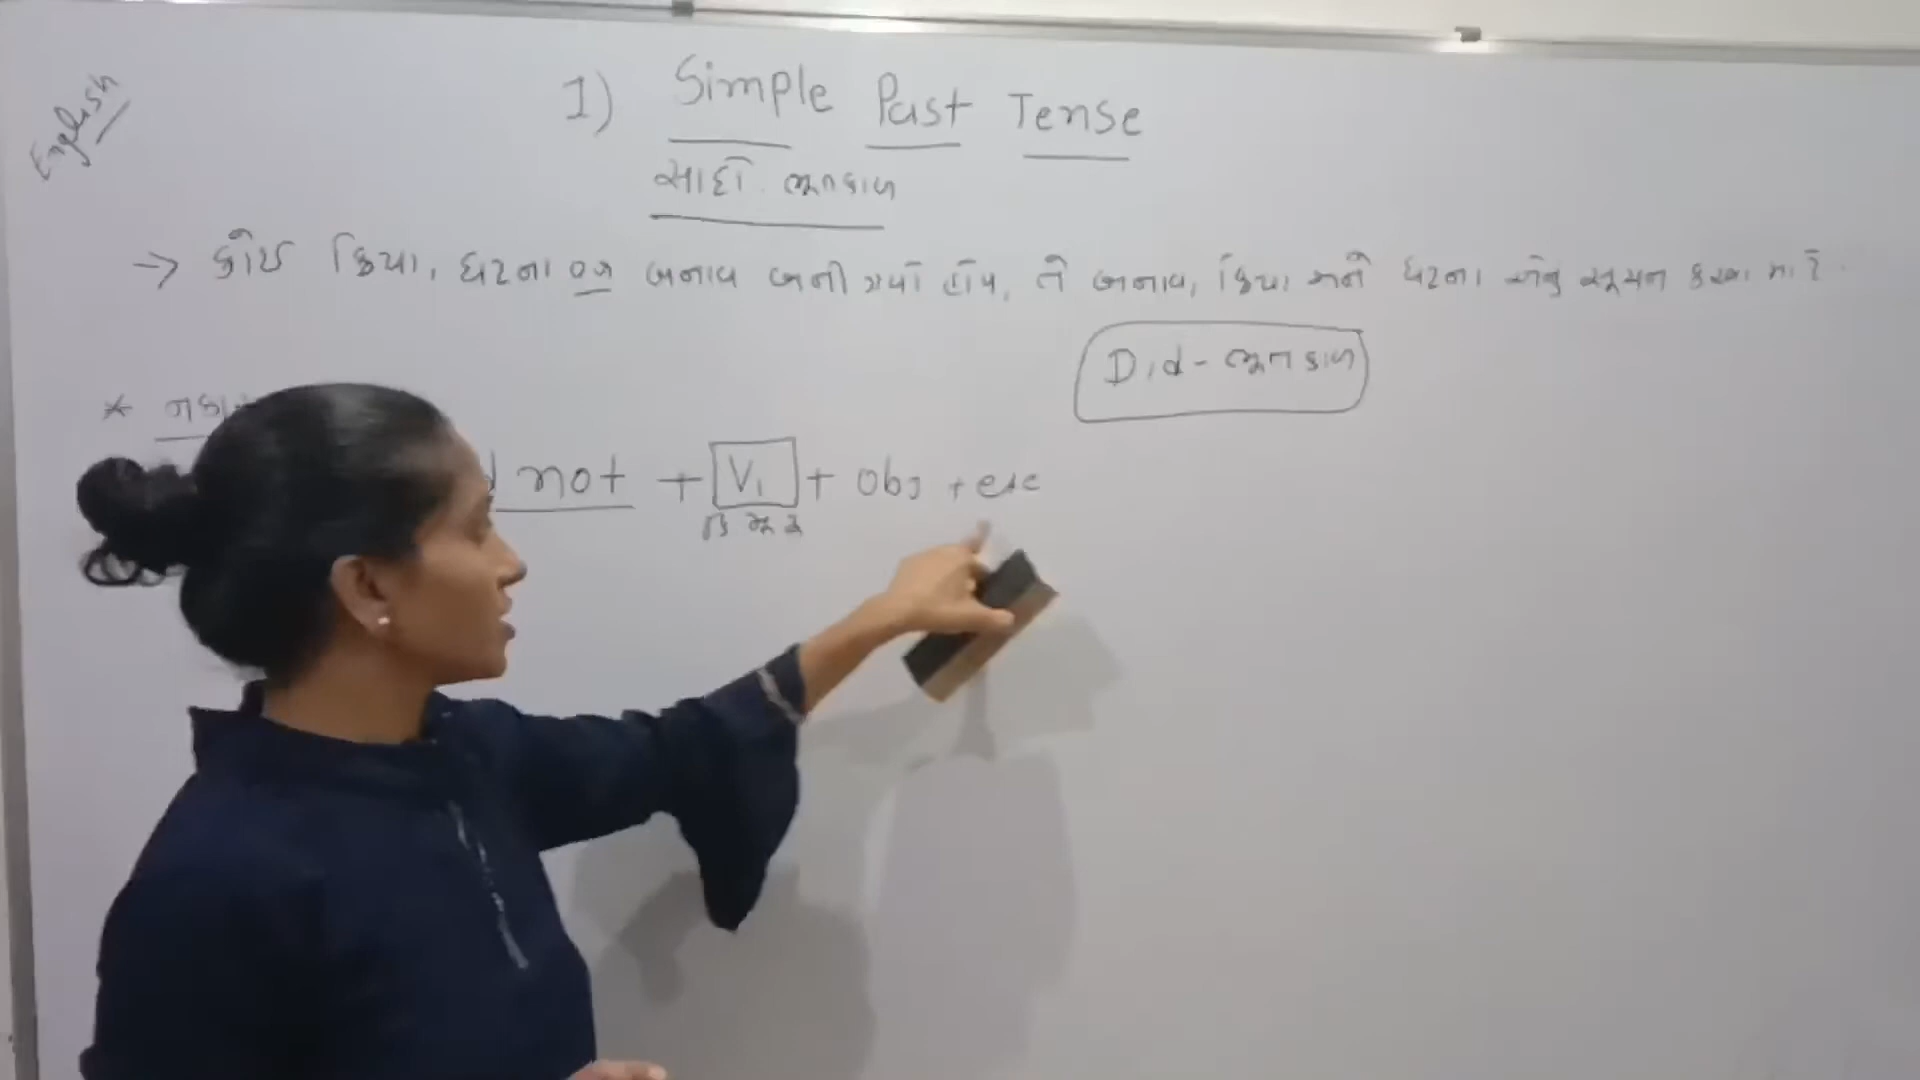 English
1) Simple Past Tense
સાદો ભૂતકાળ
→ કોઈ ક્રિયા, ઘટના કે બનાવ બની ગયો હોય, તે બનાવ, ક્રિયા અને ઘટના એનું સૂચન કરવા માટે.
Did - ભૂતકાળ
*
not + V1 + obj + etc